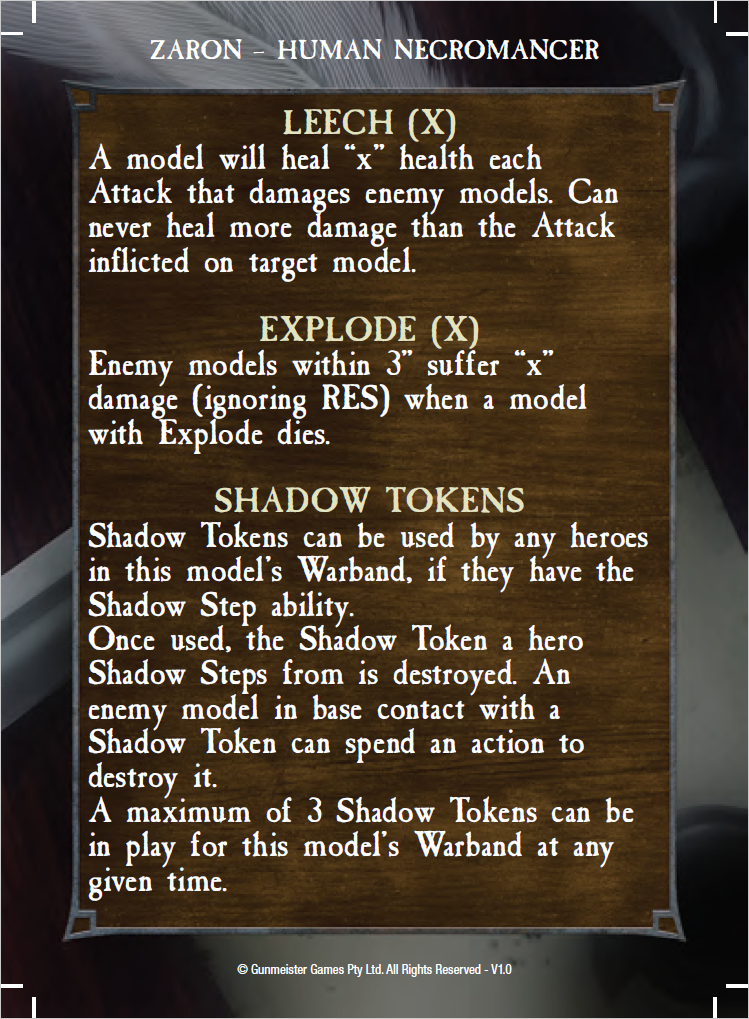 ZARON – HUMAN NECROMANCER
LEECH (X)
A model will heal “x” health each
Attack that damages enemy models. Can
never heal more damage than the Attack
inflicted on target model.
EXPLODE (X)
Enemy models within 3” suffer “x”
damage (ignoring RES) when a model
with Explode dies.
SHADOW TOKENS
Shadow Tokens can be used by any heroes
in this model’s Warband, if they have the
Shadow Step ability.
Once used, the Shadow Token a hero
Shadow Steps from is destroyed. An
enemy model in base contact with a
Shadow Token can spend an action to
destroy it.
A maximum of 3 Shadow Tokens can be
in play for this model’s Warband at any
given time.
© Gunmeister Games Pty Ltd. All Rights Reserved - V1.0